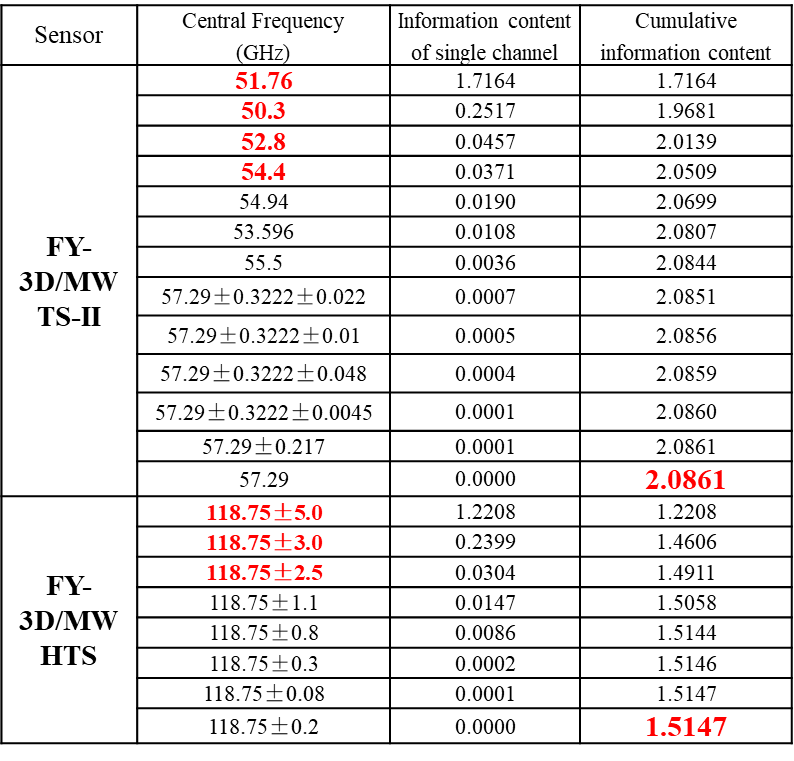 Sensor
Central Frequency
(GHz)
Information content
of single channel
Cumulative
information content
FY-
3D/MW
TS-II
51.76 1.7164 1.7164
50.3 0.2517 1.9681
52.8 0.0457 2.0139
54.4 0.0371 2.0509
54.94 0.0190 2.0699
53.596 0.0108 2.0807
55.5 0.0036 2.0844
57.29±0.3222±0.022 0.0007 2.0851
57.29±0.3222±0.01 0.0005 2.0856
57.29±0.3222±0.048 0.0004 2.0859
57.29±0.3222±0.0045 0.0001 2.0860
57.29±0.217 0.0001 2.0861
57.29 0.0000 2.0861
FY-
3D/MW
HTS
118.75±5.0 1.2208 1.2208
118.75±3.0 0.2399 1.4606
118.75±2.5 0.0304 1.4911
118.75±1.1 0.0147 1.5058
118.75±0.8 0.0086 1.5144
118.75±0.3 0.0002 1.5146
118.75±0.08 0.0001 1.5147
118.75±0.2 0.0000 1.5147